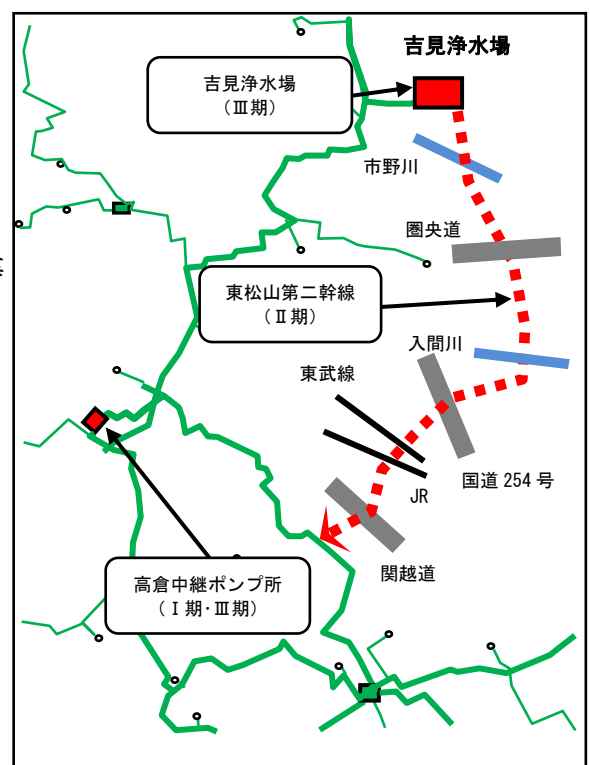 吉見浄水場
吉見浄水場
(Ⅲ期)
市野川
圏央道
東松山第二幹線
(Ⅱ期)
入間川
東武線
国道 254 号
JR
関越道
高倉中継ポンプ所
(Ⅰ期・Ⅲ期)